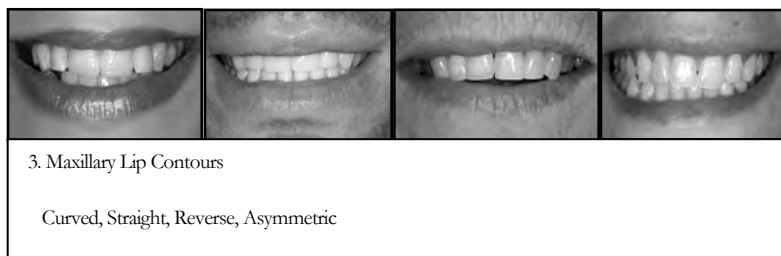 3. Maxillary Lip Contours
Curved, Straight, Reverse, Asymmetric